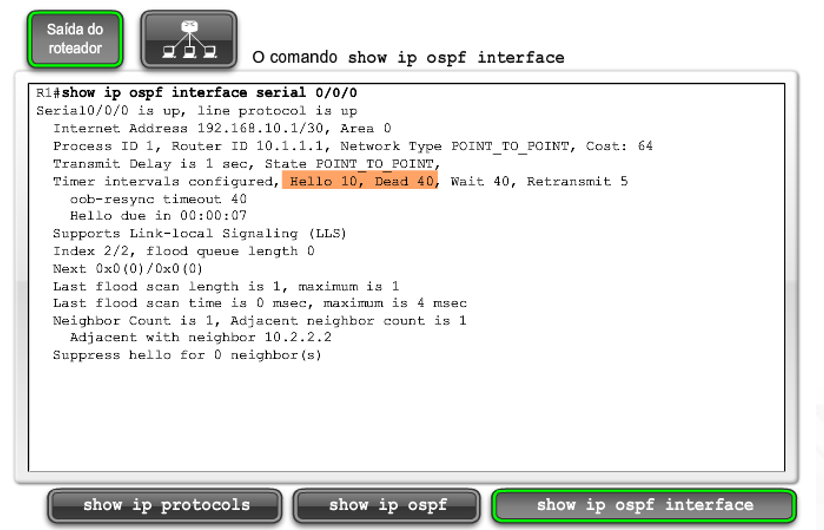 Saída do
roteador
O comando show ip ospf interface
R1#show ip ospf interface serial 0/0/0
Serial0/0/0 is up, line protocol is up
Internet Address 192.168.10.1/30, Area 0
Process ID 1, Router ID 10.1.1.1, Network Type POINT_TO_POINT, Cost: 64
Transmit Delay is 1 sec, State POINT_TO_POINT,
Timer intervals configured, Hello 10, Dead 40, Wait 40, Retransmit 5
oob-resync timeout 40
Hello due in 00:00:07
Supports Link-local Signaling (LLS)
Index 2/2, flood queue length 0
Next 0x0(0)/0x0(0)
Last flood scan length is 1, maximum is 1
Last flood scan time is 0 msec, maximum is 4 msec
Neighbor Count is 1, Adjacent neighbor count is 1
Adjacent with neighbor 10.2.2.2
Suppress hello for 0 neighbor(s)
show ip protocols
show ip ospf
show ip ospf interface